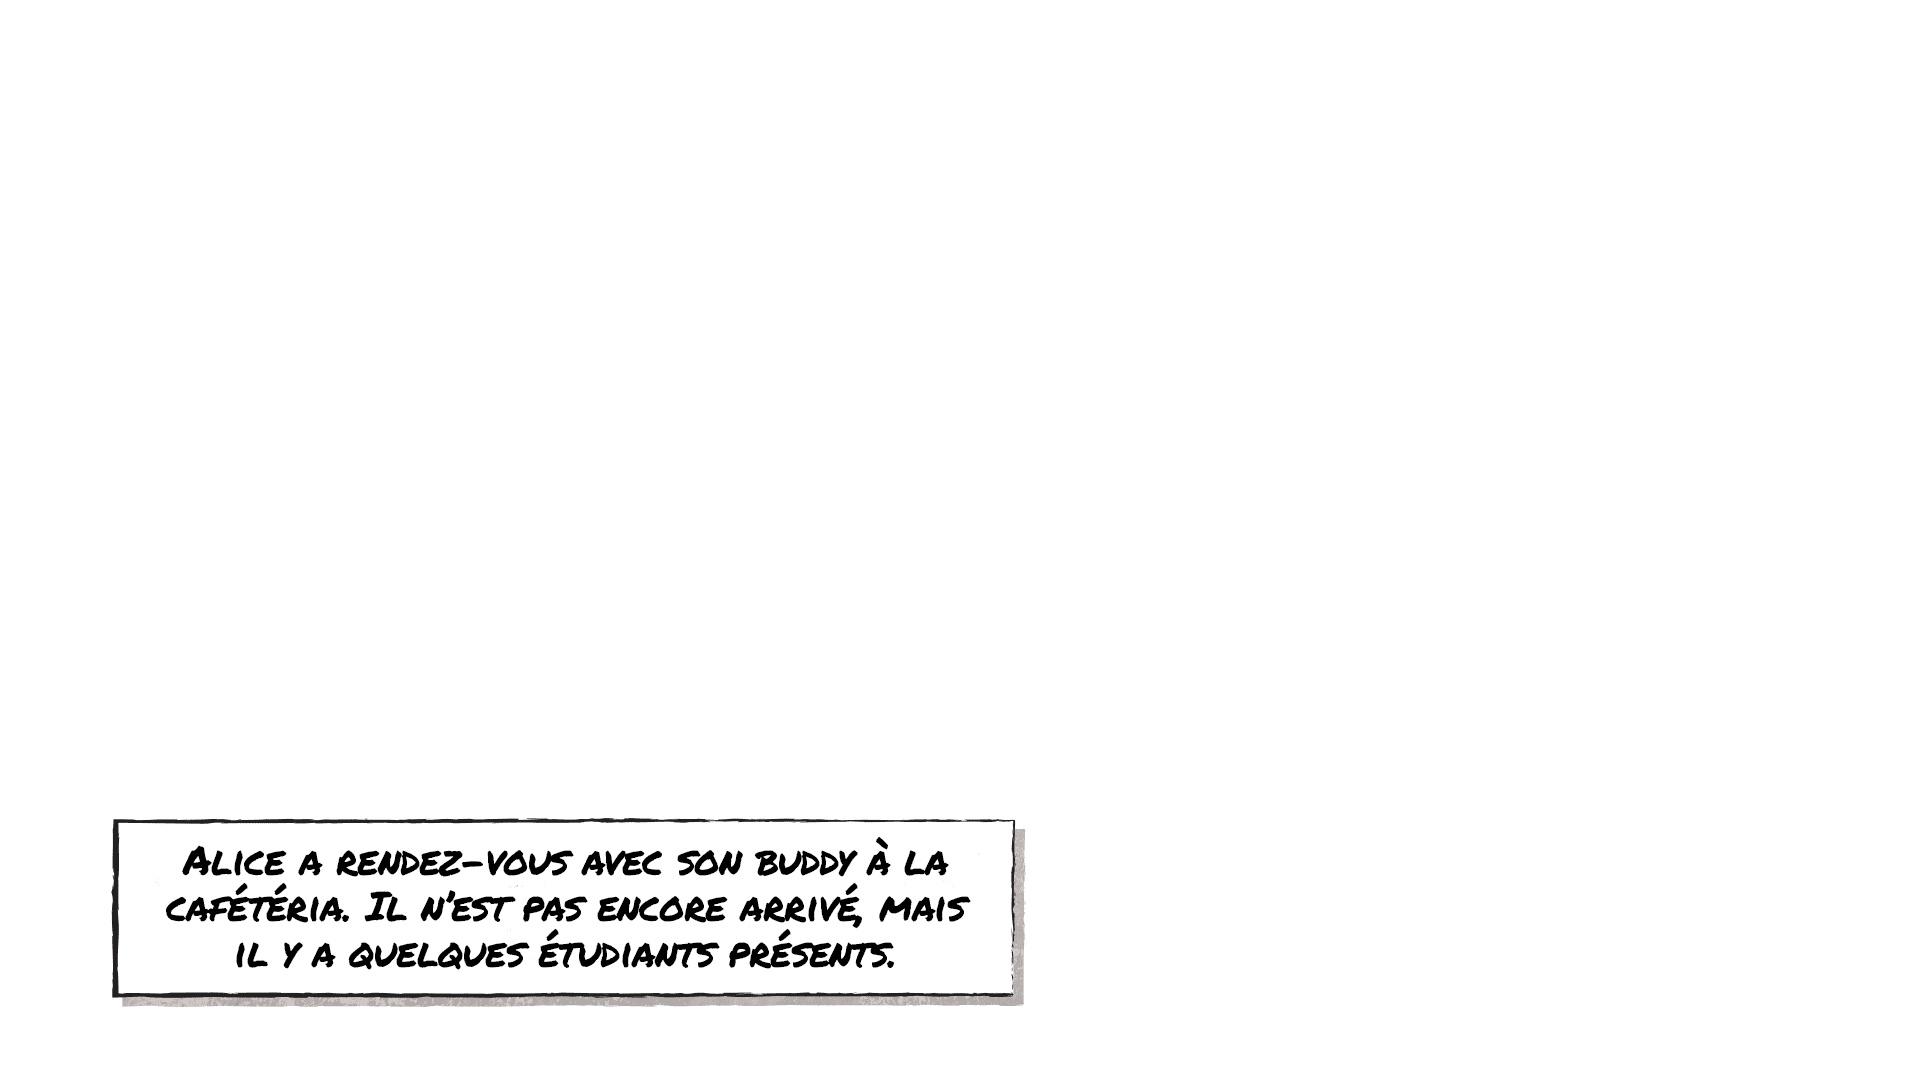 Alice a rendez-vous avec son buddy à la
cafétéria. Il n'est pas encore arrivé, mais
il y a quelques étudiants présents.